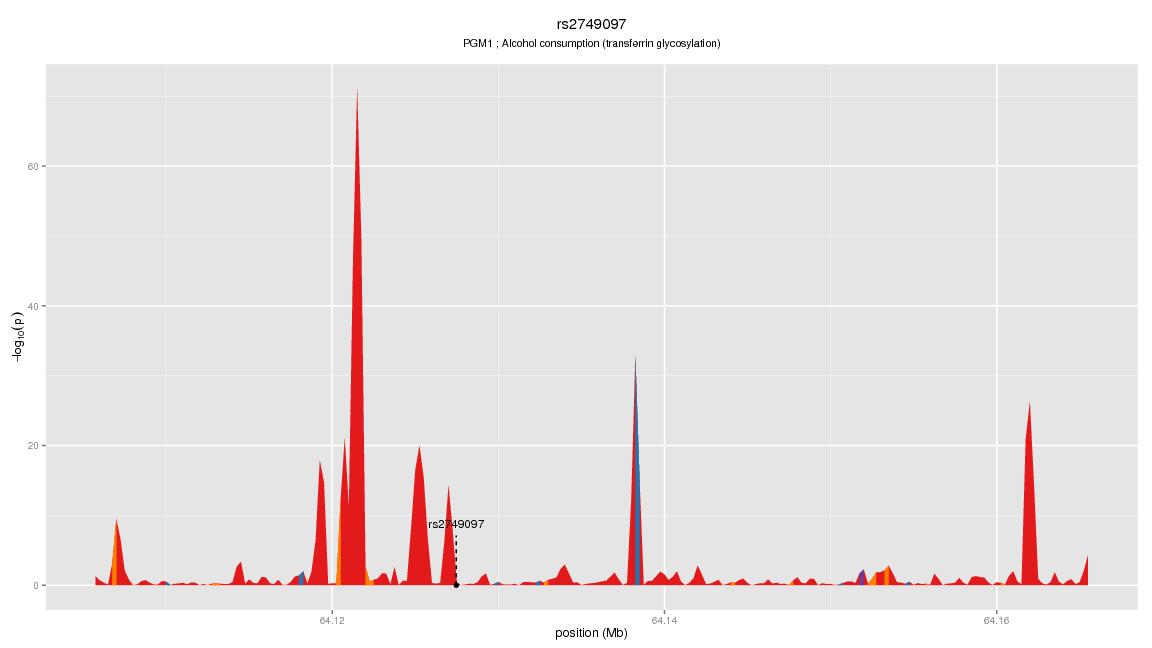 rs2749097
PGM1 ; Alcohol consumption (transferrin glycosylation)
60
40
20
0
−log10(p)
rs2749097
64.12
64.14
64.16
position (Mb)